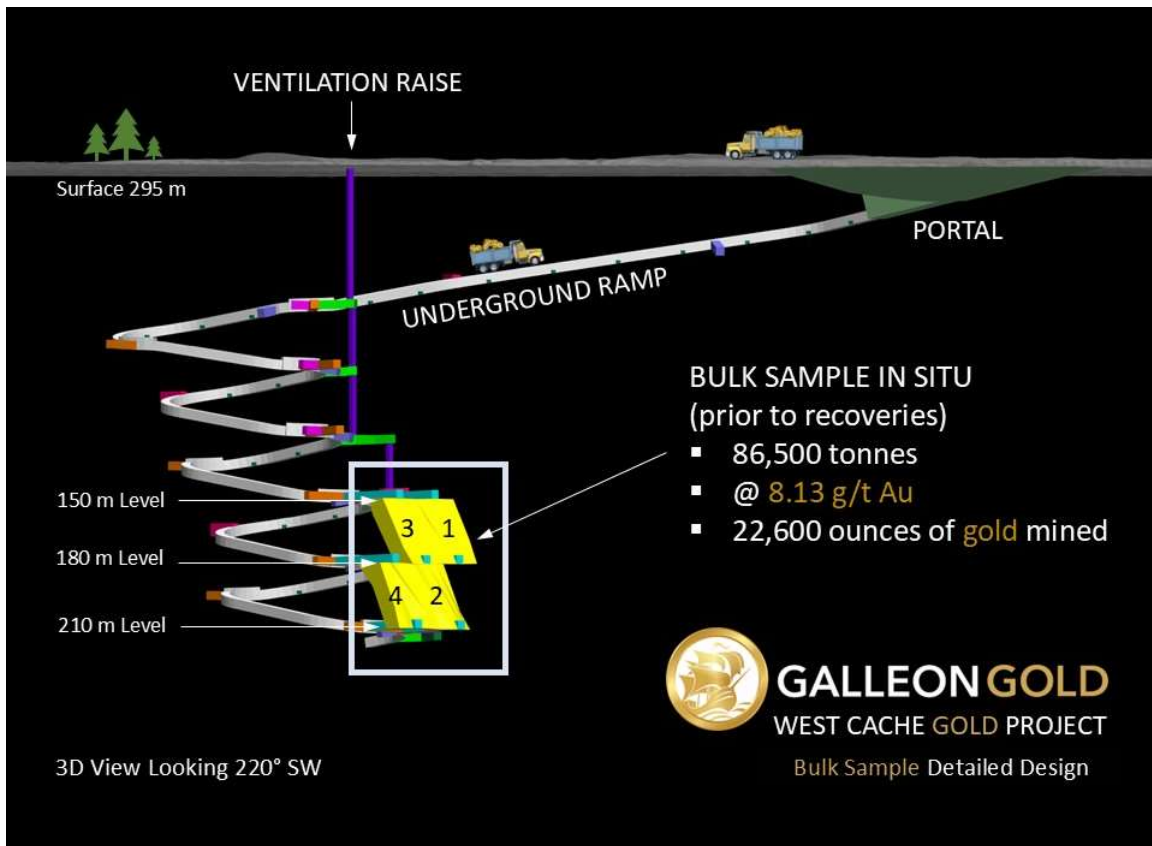 VENTILATION RAISE
Surface 295 m
PORTAL
UNDERGROUND RAMP
BULK SAMPLE IN SITU
(prior to recoveries)
▪ 86,500 tonnes
▪ @ 8.13 g/t Au
▪ 22,600 ounces of gold mined
150 m Level
3 1
180 m Level
4 2
210 m Level
GALLEON GOLD
WEST CACHE GOLD PROJECT
3D View Looking 220° SW
Bulk Sample Detailed Design